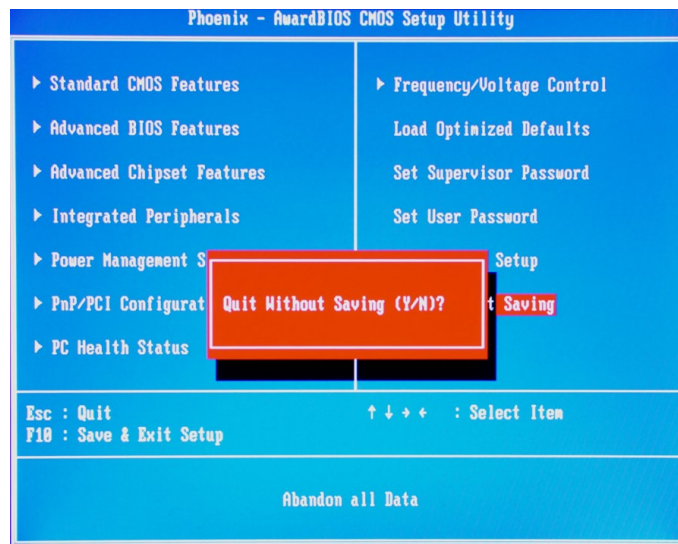 Phoenix - AwardBIOS CMOS Setup Utility
Standard CMOS Features
Advanced BIOS Features
Advanced Chipset Features
Integrated Peripherals
Power Management S
PnP/PCI Configurat
PC Health Status
Frequency/Voltage Control
Load Optimized Defaults
Set Supervisor Password
Set User Password
Setup
t Saving
Quit Without Saving (Y/N)?
Esc : Quit
F10 : Save & Exit Setup
↑ ↓ → ← : Select Item
Abandon all Data